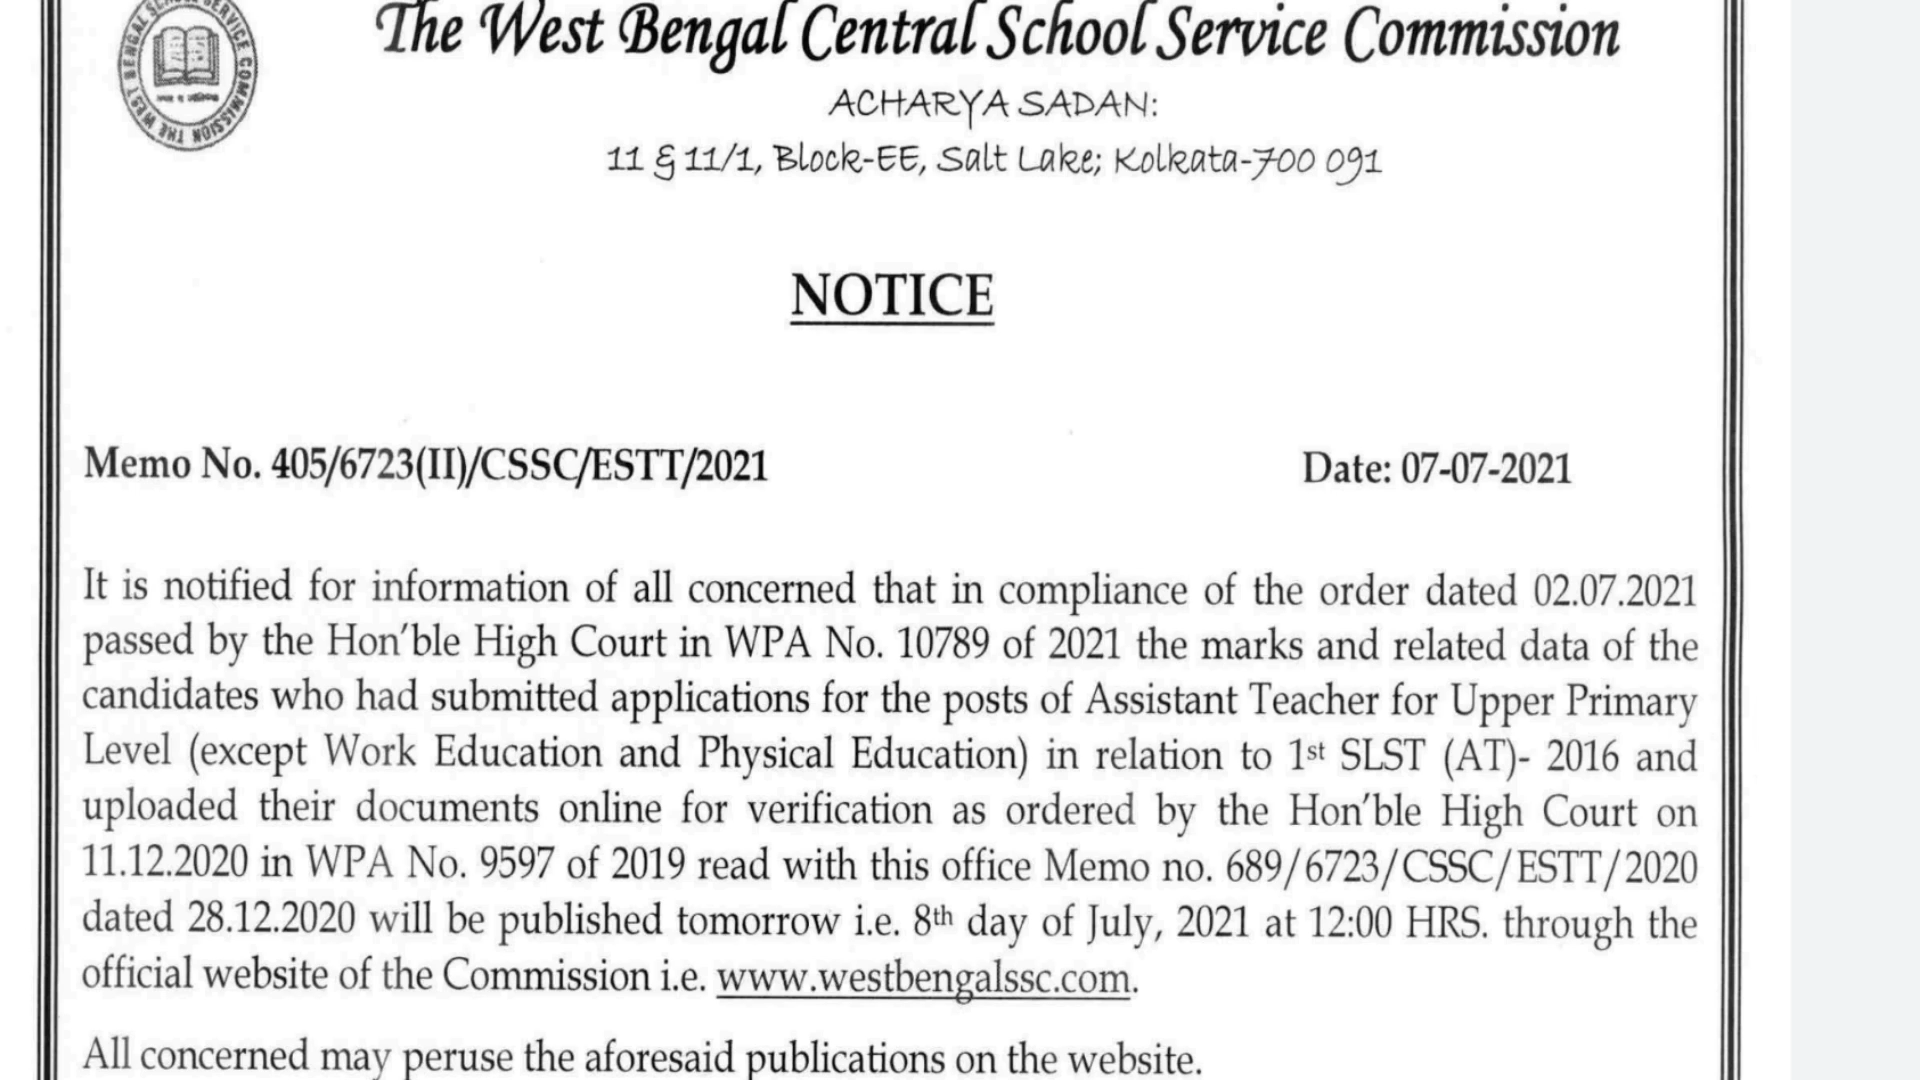 THE WEST BENGAL SCHOOL SERVICE COMMISSION
The West Bengal Central School Service Commission
ACHARYA SADAN:
11 & 11/1, Block-EE, Salt Lake; Kolkata-700 091
NOTICE
Memo No. 405/6723(II)/CSSC/ESTT/2021 Date: 07-07-2021
It is notified for information of all concerned that in compliance of the order dated 02.07.2021
passed by the Hon'ble High Court in WPA No. 10789 of 2021 the marks and related data of the
candidates who had submitted applications for the posts of Assistant Teacher for Upper Primary
Level (except Work Education and Physical Education) in relation to 1st SLST (AT)- 2016 and
uploaded their documents online for verification as ordered by the Hon'ble High Court on
11.12.2020 in WPA No. 9597 of 2019 read with this office Memo no. 689/6723/CSSC/ESTT/2020
dated 28.12.2020 will be published tomorrow i.e. 8th day of July, 2021 at 12:00 HRS. through the
official website of the Commission i.e. www.westbengalssc.com.
All concerned may peruse the aforesaid publications on the website.